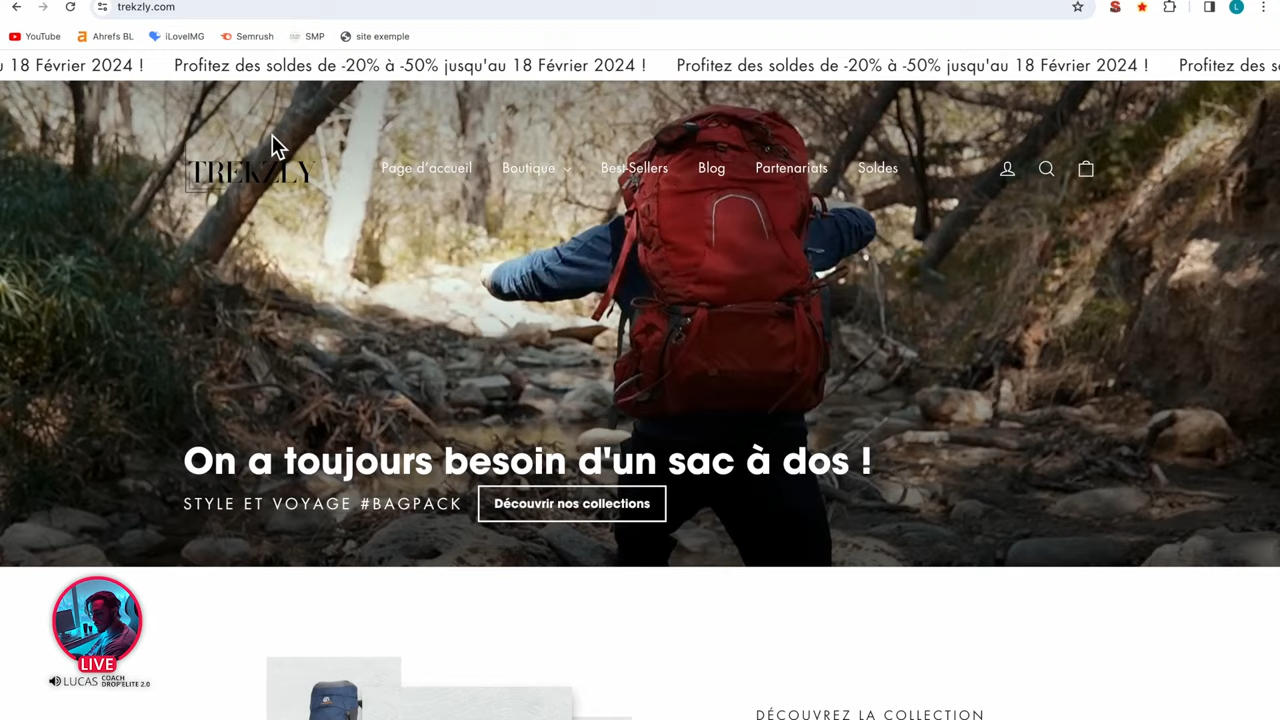 trekzly.com
YouTube Ahrefs BL iLoveIMG Semrush SMP site exemple
18 Février 2024 ! Profitez des soldes de -20% à -50% jusqu'au 18 Février 2024 ! Profitez des soldes de -20% à -50% jusqu'au 18 Février 2024 ! Profitez des
TREKZLY Page d'accueil Boutique Best-Sellers Blog Partenariats Soldes
On a toujours besoin d'un sac à dos !
STYLE ET VOYAGE #BAGPACK Découvrir nos collections
LIVE
LUCAS COACH DROP'ELITE 2.0
DÉCOUVREZ LA COLLECTION